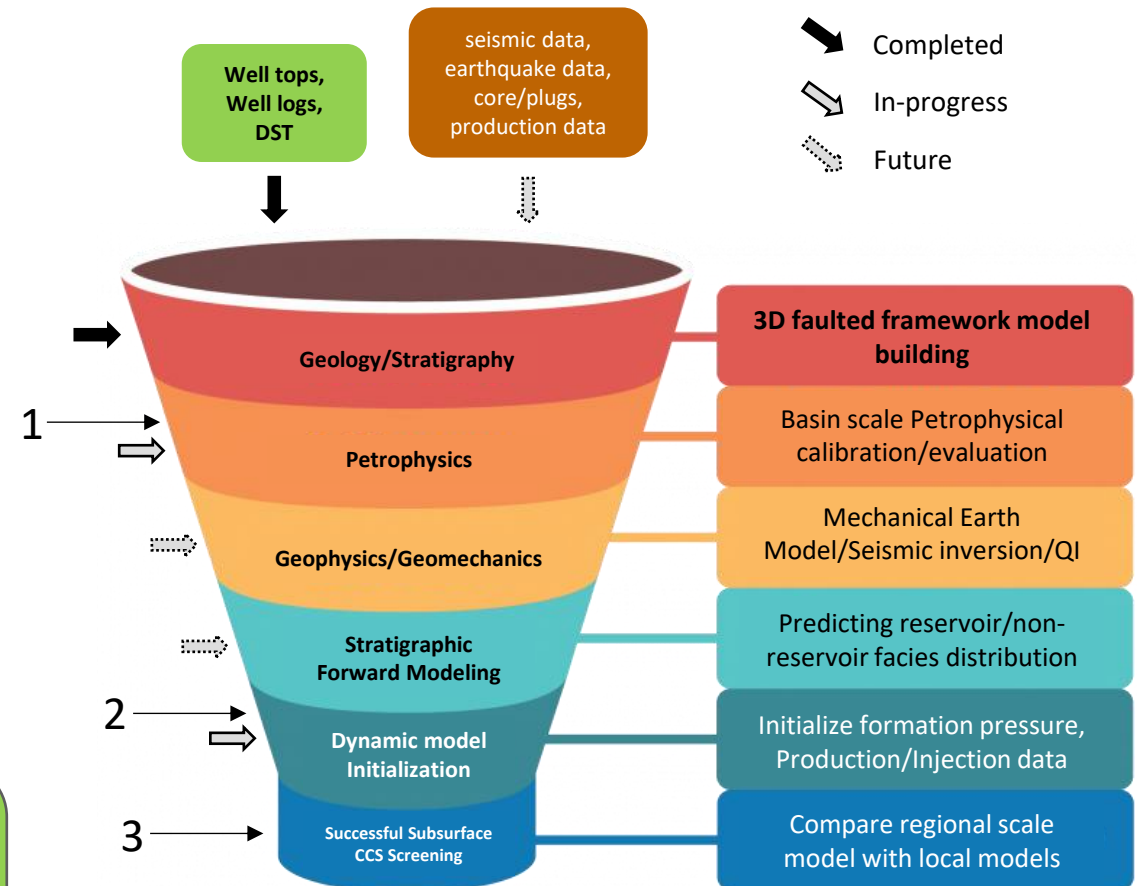 Well tops,
Well logs,
DST
seismic data,
earthquake data,
core/plugs,
production data
Completed
In-progress
Future
Geology/Stratigraphy
3D faulted framework model
building
1
Petrophysics
Basin scale Petrophysical
calibration/evaluation
Geophysics/Geomechanics
Mechanical Earth
Model/Seismic inversion/QI
Stratigraphic
Forward Modeling
Predicting reservoir/non-
reservoir facies distribution
2
Dynamic model
Initialization
Initialize formation pressure,
Production/Injection data
3
Successful Subsurface
CCS Screening
Compare regional scale
model with local models